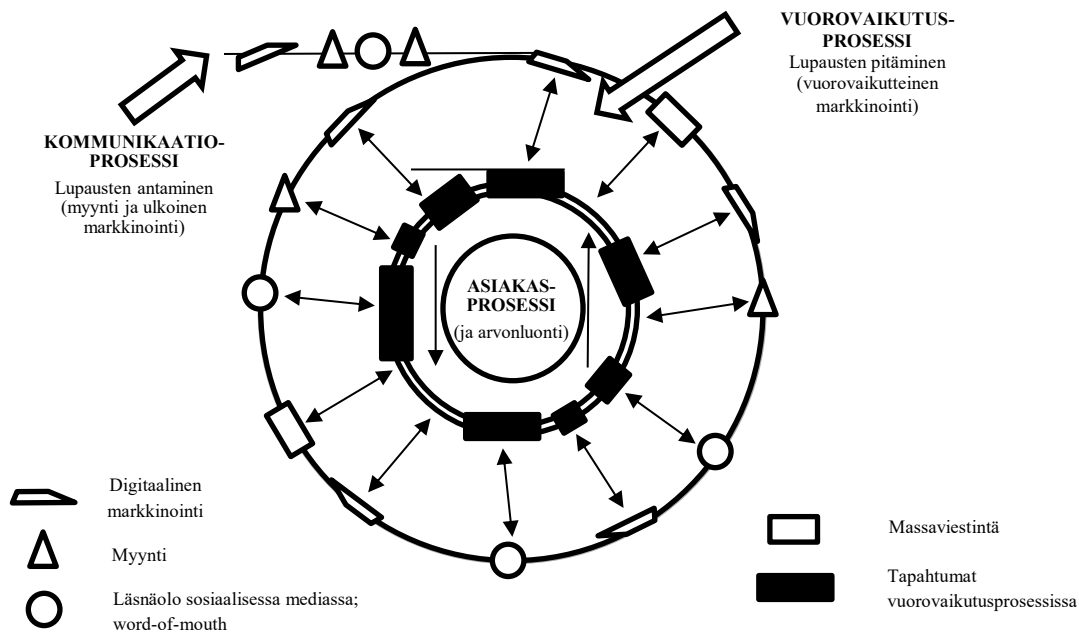 VUOROVAIKUTUS-
PROSESSI
Lupausten pitäminen
(vuorovaikutteinen
markkinointi)
KOMMUNIKAATIO-
PROSESSI
Lupausten antaminen
(myynti ja ulkoinen
markkinointi)
ASIAKAS-
PROSESSI
(ja arvonluonti)
Digitaalinen
markkinointi
Myynti
Läsnäolo sosiaalisessa mediassa;
word-of-mouth
Massaviestintä
Tapahtumat
vuorovaikutusprosessissa